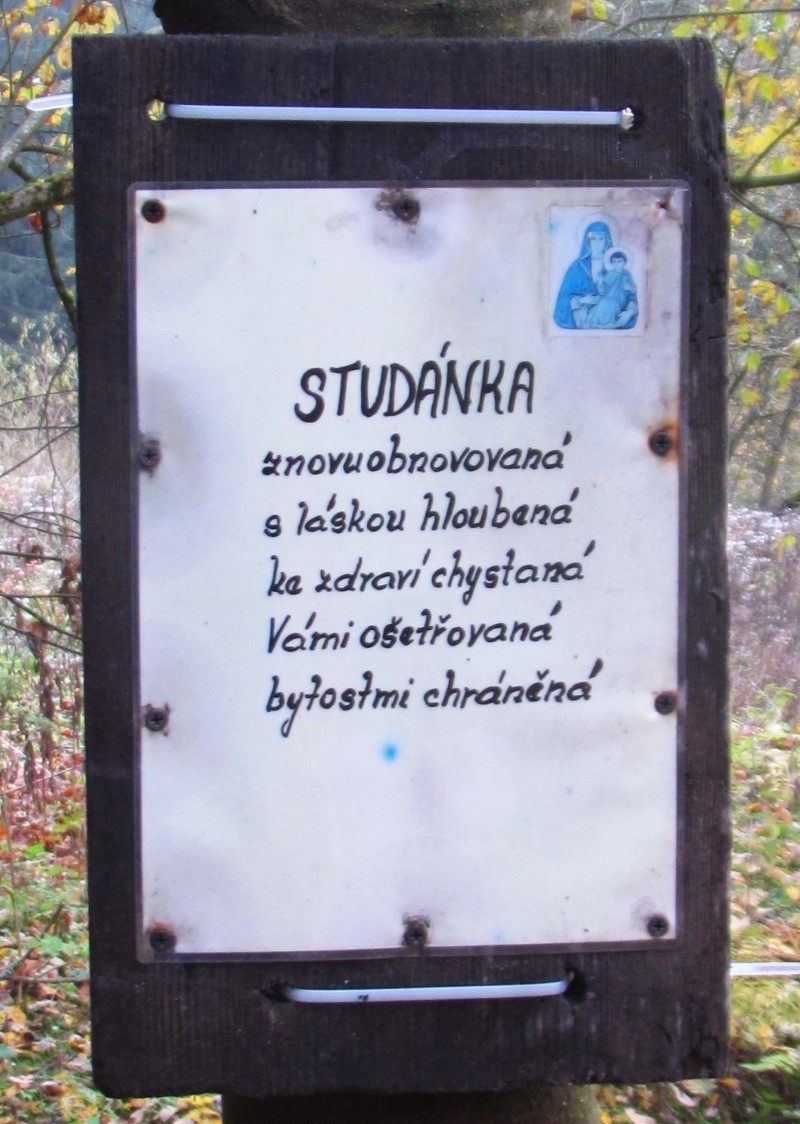 STUDÁNKA
znovuobnovovaná
s láskou hloubená
ke zdraví chystaná
Vámi ošetřovaná
bytostmi chráněná